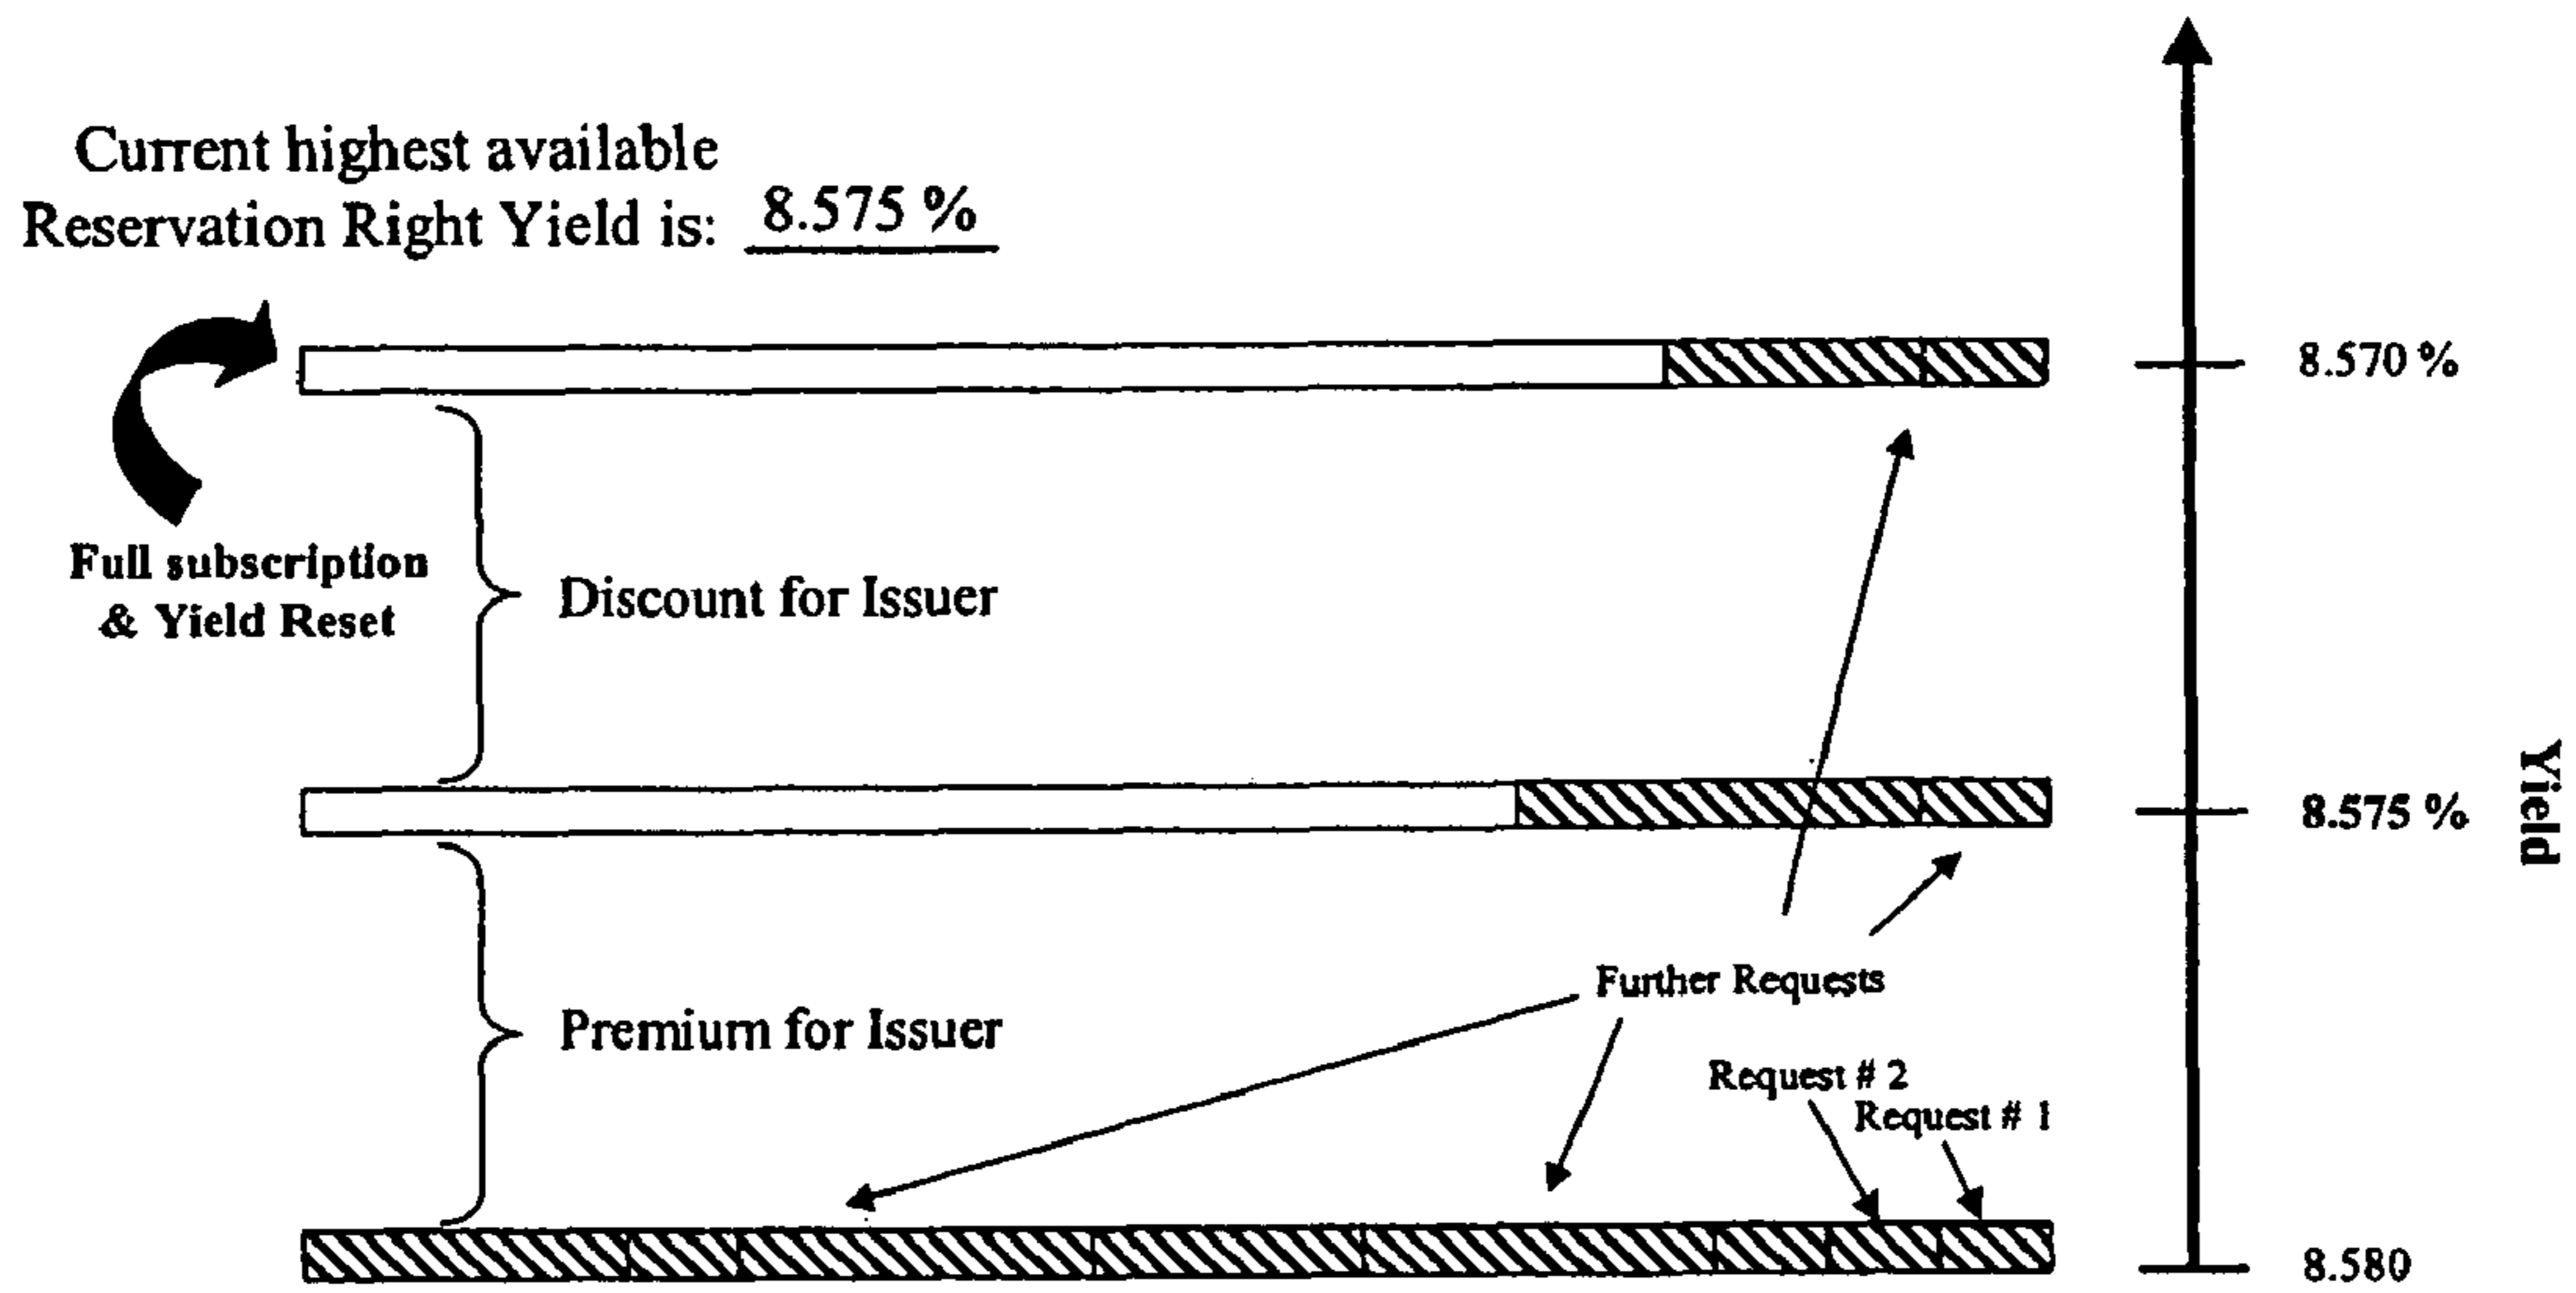 Current highest available
Reservation Right Yield is: 8.575 %
8.570 %
Full subscription
& Yield Reset
Discount for Issuer
8.575 %
Yield
Further Requests
Premium for Issuer
Request # 2
Request # 1
8.580